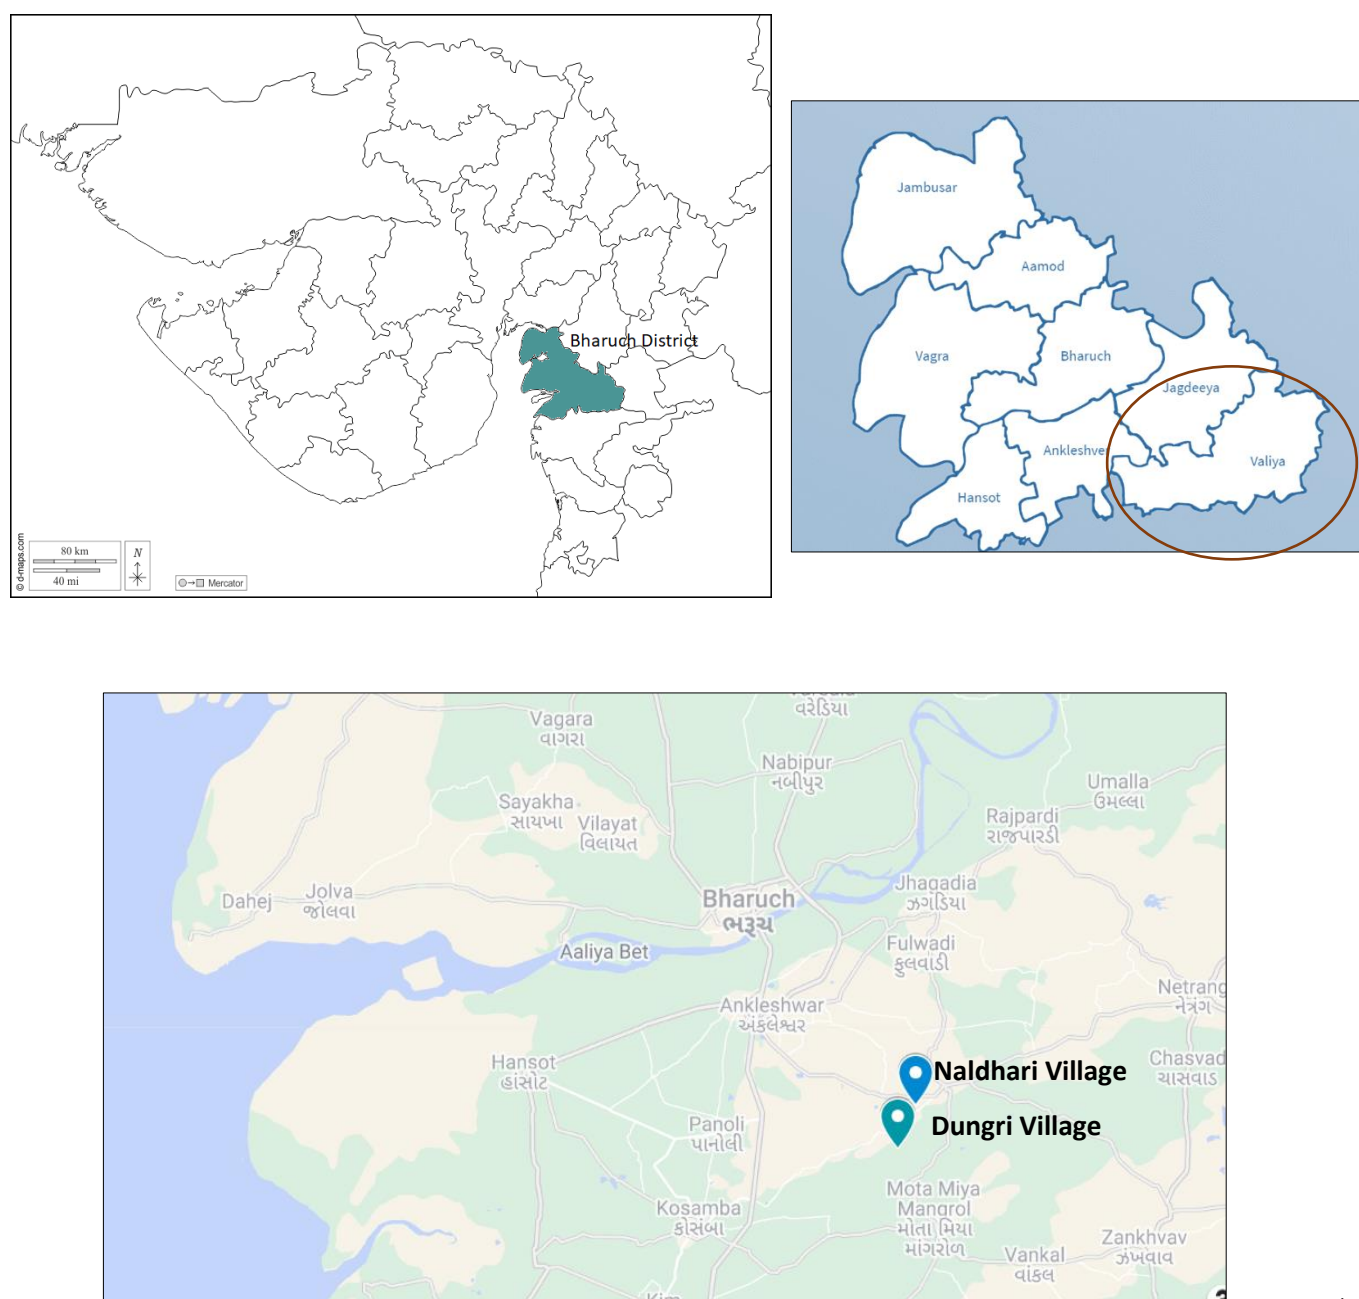 Bharuch District
© d-maps.com
80 km
40 mi
N
Mercator
Jambusar
Aamod
Vagra
Bharuch
Jagdeeya
Ankleshve
Valiya
Hansot
Vagara
વાગરા
વરેડિયા
Nabipur
નબીપુર
Umalla
ઉમલ્લા
Sayakha
સાયખા
Vilayat
વિલાયત
Rajpardi
રાજપારડી
Dahej
Jolva
જોલવા
Bharuch
ભરૂચ
Jhagadia
ઝગડિયા
Aaliya Bet
Fulwadi
ફુલવાડી
Ankleshwar
અંકલેશ્વર
Netrang
નેત્રંગ
Hansot
હાંસોટ
Naldhari Village
Chasvad
ચાસવાડ
Dungri Village
Panoli
પાનોલી
Mota Miya
Mangrol
મોતા મિયા
માંગરોળ
Kosamba
કોસંબા
Vankal
વાંકલ
Zankhvav
ઝંખવાવ
Kim